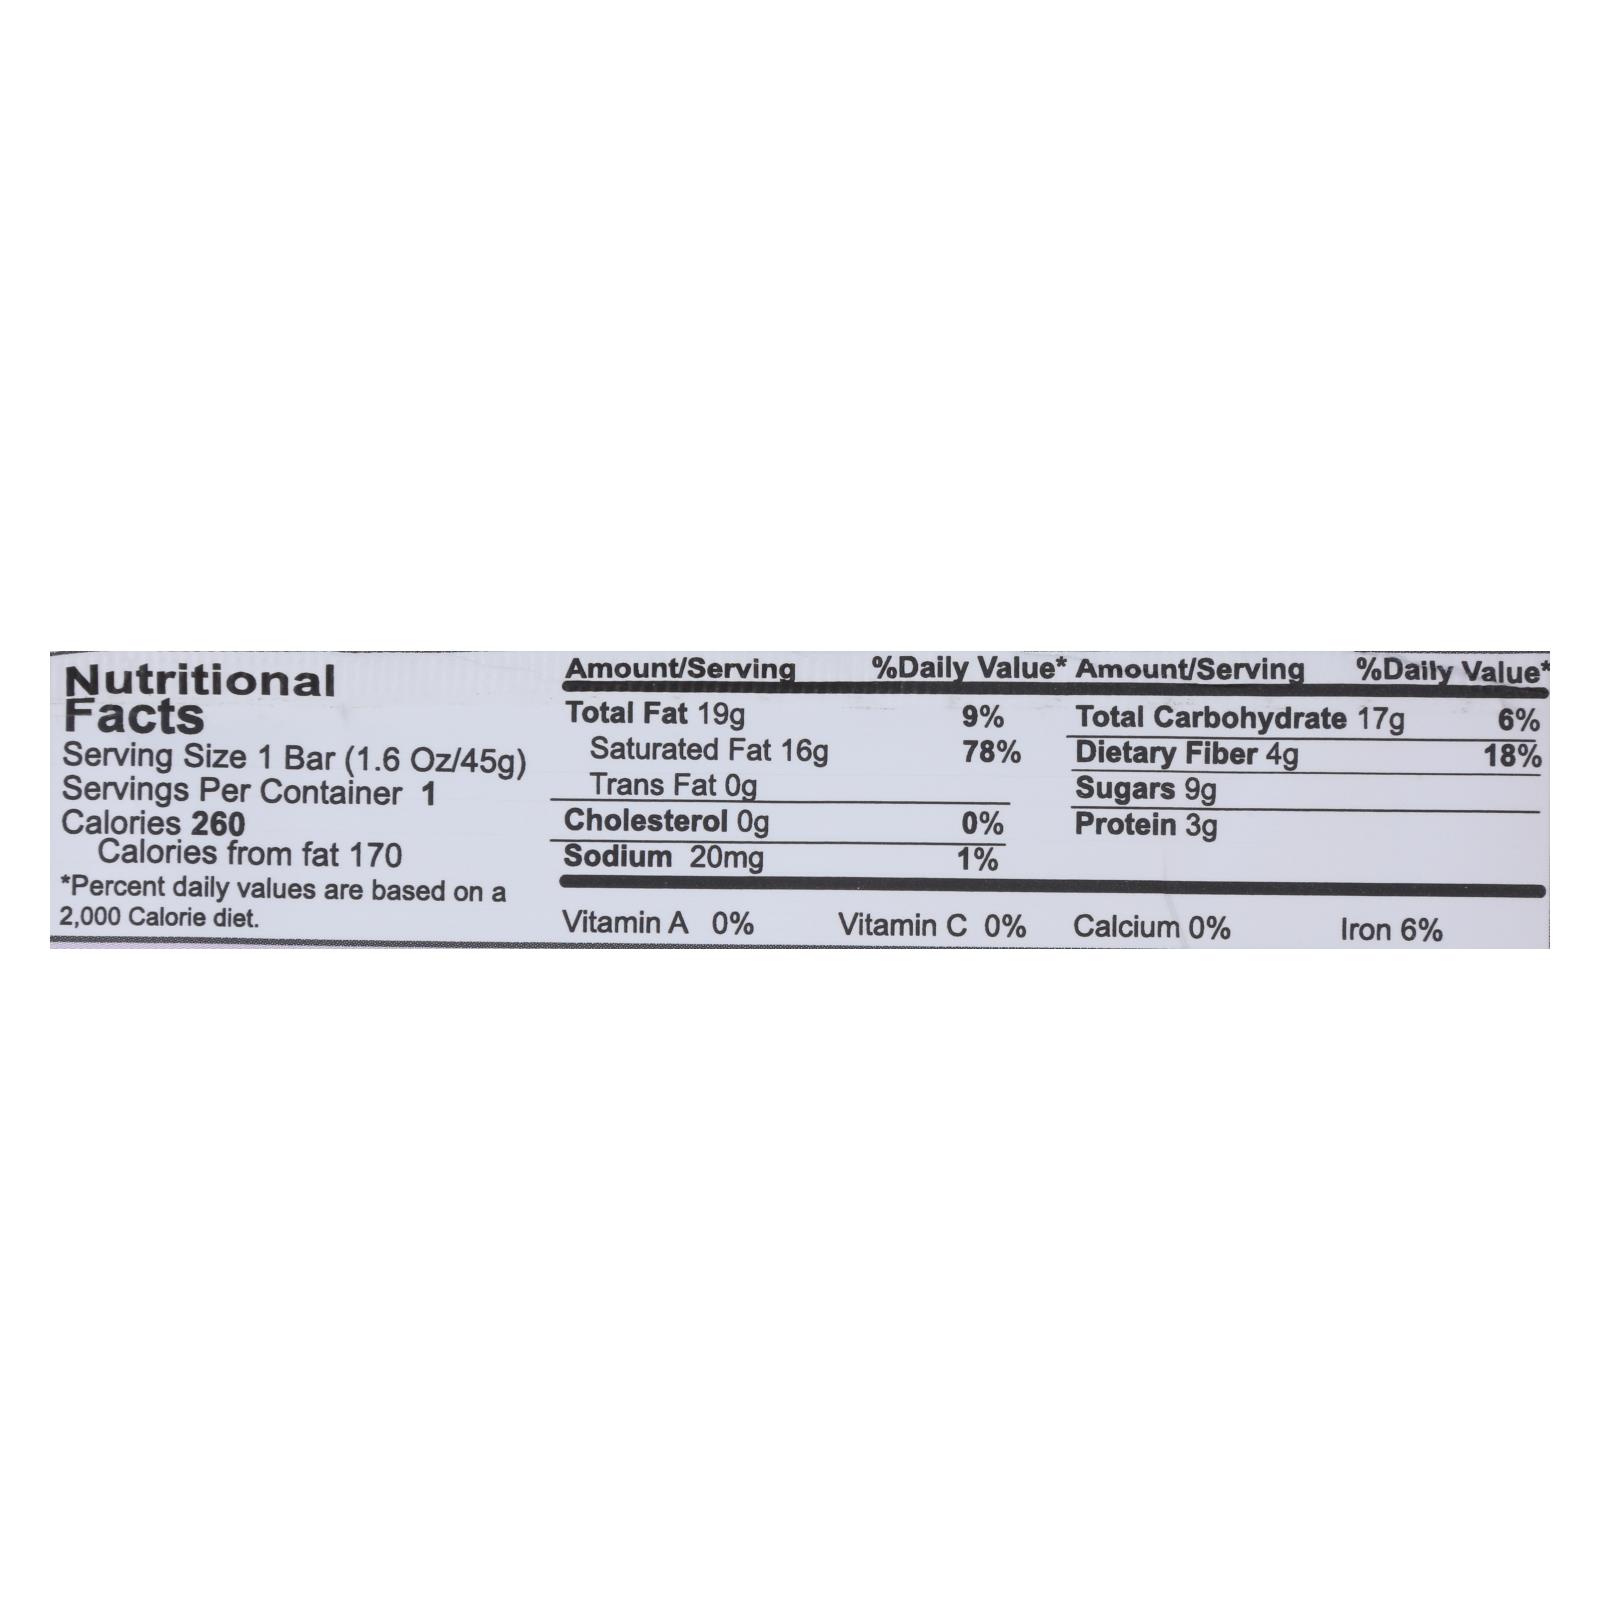 Nutritional
Facts
Serving Size 1 Bar (1.6 Oz/45g)
Servings Per Container 1
Calories 260
Calories from fat 170
*Percent daily values are based on a
2,000 Calorie diet.
Amount/Serving %Daily Value*
Total Fat 19g 9%
Saturated Fat 16g 78%
Trans Fat 0g
Cholesterol 0g 0%
Sodium 20mg 1%
Amount/Serving %Daily Value*
Total Carbohydrate 17g 6%
Dietary Fiber 4g 18%
Sugars 9g
Protein 3g
Vitamin A 0% Vitamin C 0% Calcium 0% Iron 6%